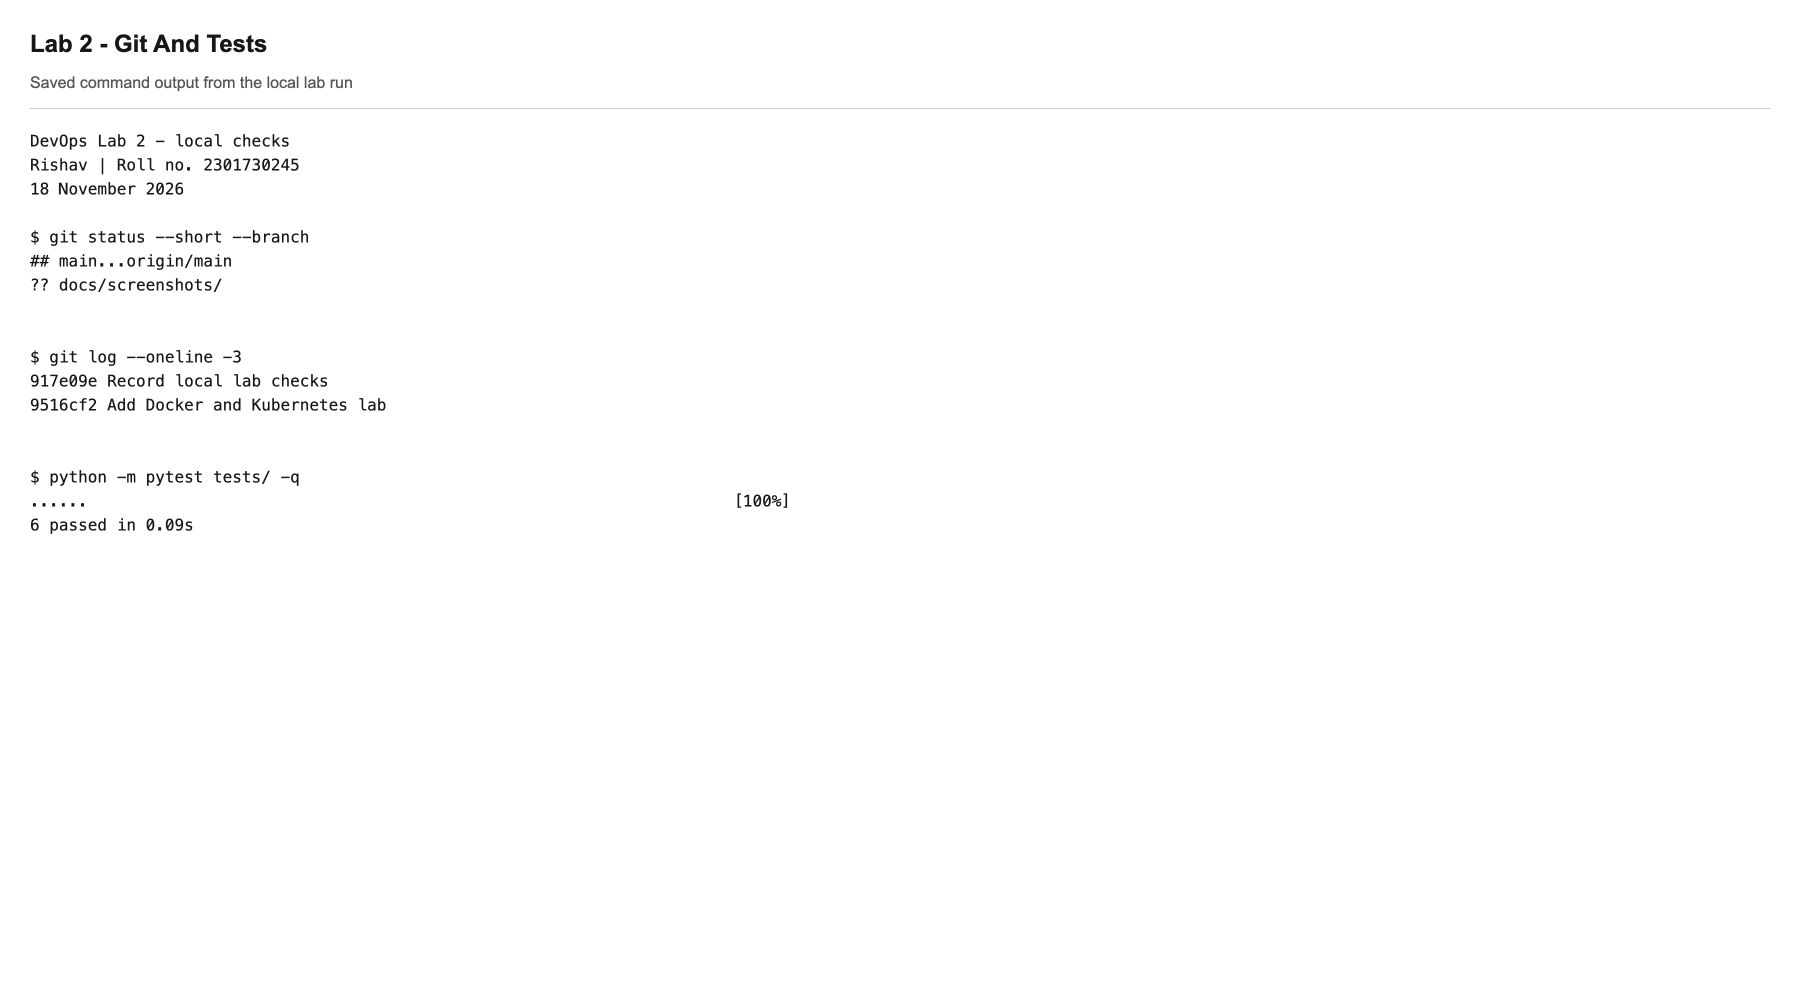 Lab 2 - Git And Tests
Saved command output from the local lab run
DevOps Lab 2 - local checks
Rishav | Roll no. 2301730245
18 November 2026
$ git status --short --branch
## main...origin/main
?? docs/screenshots/
$ git log --oneline -3
917e09e Record local lab checks
9516cf2 Add Docker and Kubernetes lab
$ python -m pytest tests/ -q
...... [100%]
6 passed in 0.09s